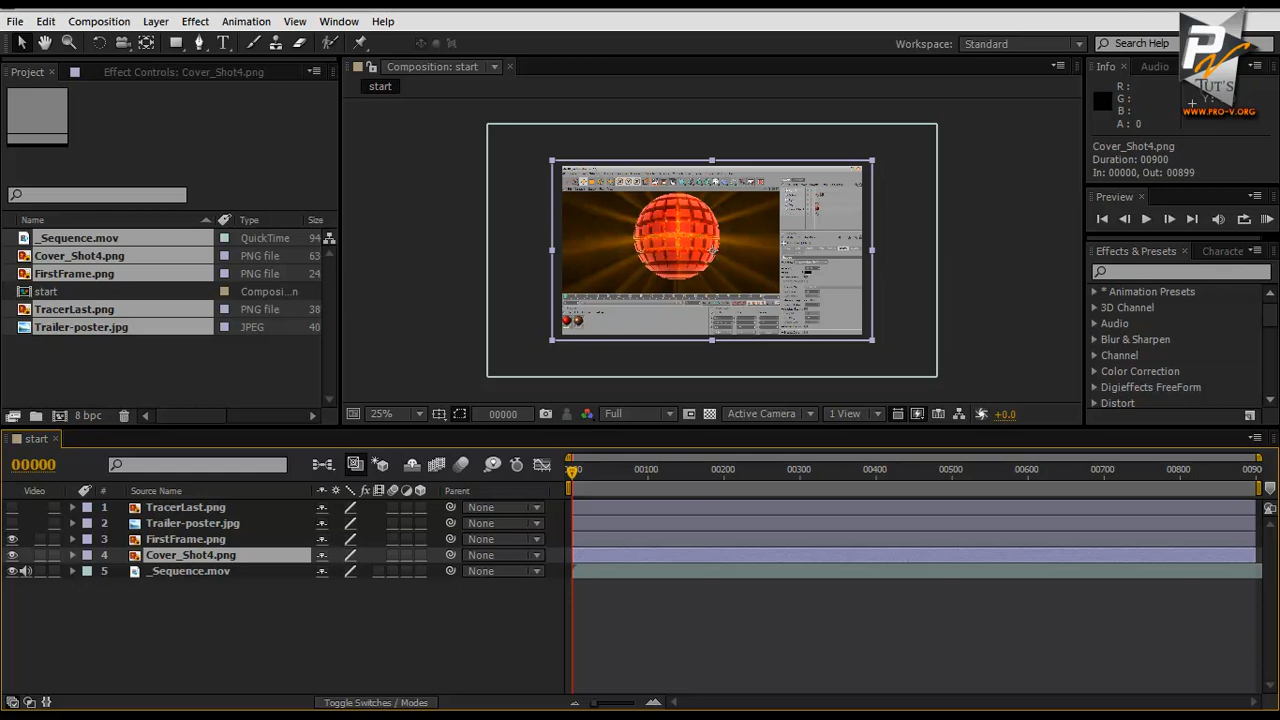 File Edit Composition Layer Effect Animation View Window Help
Workspace: Standard Search Help
PV
TUT'S
WWW.PRO-V.ORG
Project Effect Controls: Cover_Shot4.png
Composition: start
start
Info Audio
R :
G :
B :
A : 0
Y:
Cover_Shot4.png
Duration: 00900
In: 00000, Out: 00899
Preview
Name Type Size
_Sequence.mov QuickTime 94
Cover_Shot4.png PNG file 63
FirstFrame.png PNG file 24
start Composi...n
TracerLast.png PNG file 38
Trailer-poster.jpg JPEG 40
Effects & Presets Characte
* Animation Presets
3D Channel
Audio
Blur & Sharpen
Channel
Color Correction
Digieffects FreeForm
Distort
8 bpc
25% 00000 Full Active Camera 1 View +0.0
start
00000
:00 00100 00200 00300 00400 00500 00600 00700 00800 0090
Video # Source Name fx Parent
1 TracerLast.png None
2 Trailer-poster.jpg None
3 FirstFrame.png None
4 Cover_Shot4.png None
5 _Sequence.mov None
Toggle Switches / Modes